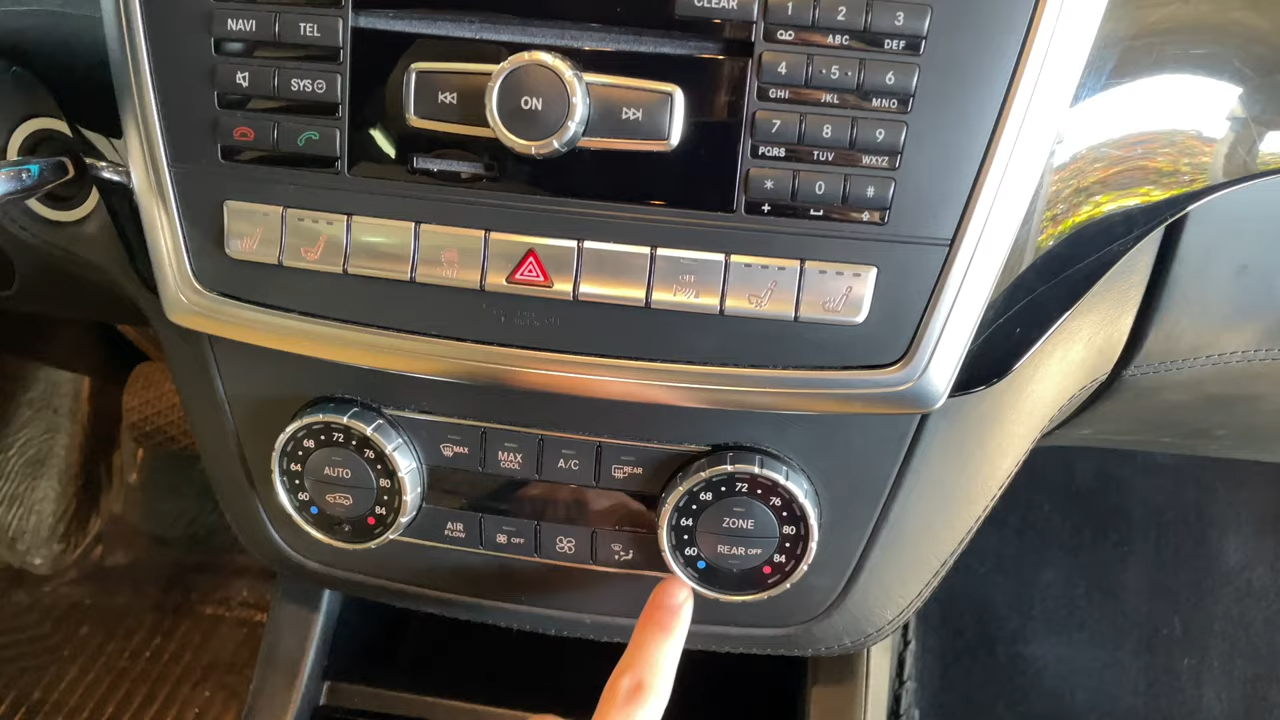 CLEAR
NAVI TEL
1 2 3
ABC DEF
SYS
4 5 6
GHI JKL MNO
ON
7 8 9
PQRS TUV WXYZ
* 0 #
+
OFF
OFF
MAX
MAX COOL
A/C
REAR
60 64 68 72 76 80 84
AUTO
AIR FLOW
OFF
60 64 68 72 76 80 84
ZONE
REAR OFF